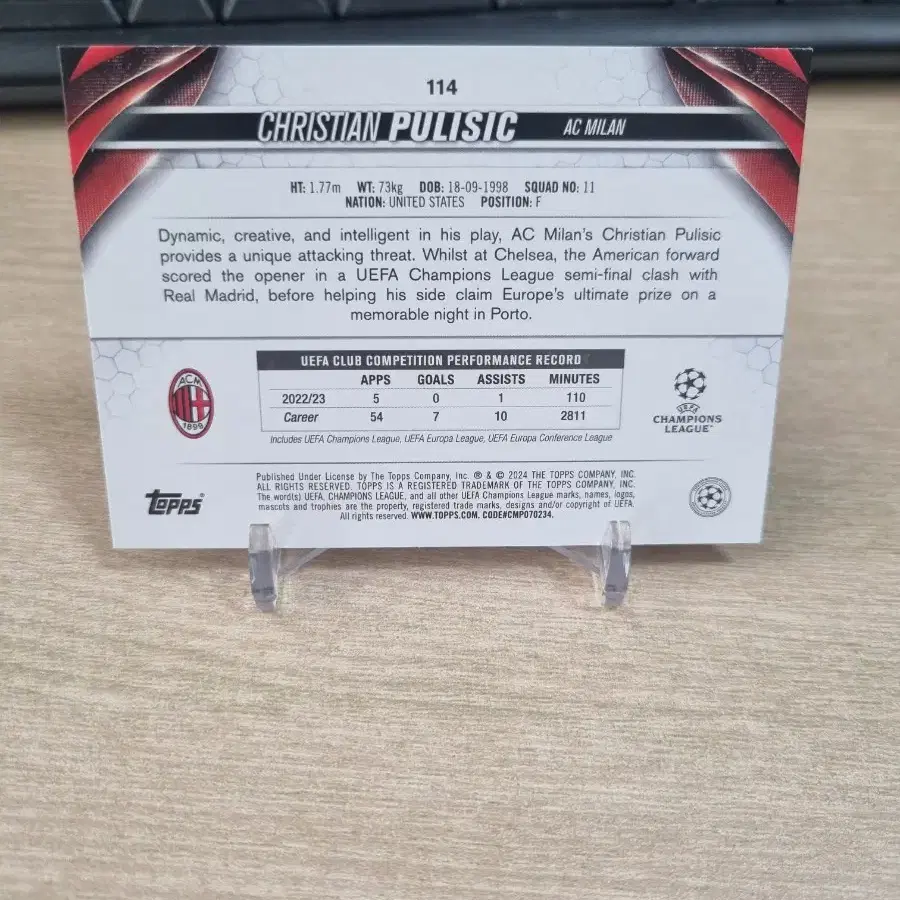 114
CHRISTIAN PULISIC AC MILAN
HT: 1.77m WT: 73kg DOB: 18-09-1998 SQUAD NO: 11
NATION: UNITED STATES POSITION: F
Dynamic, creative, and intelligent in his play, AC Milan's Christian Pulisic
provides a unique attacking threat. Whilst at Chelsea, the American forward
scored the opener in a UEFA Champions League semi-final clash with
Real Madrid, before helping his side claim Europe's ultimate prize on a
memorable night in Porto.
UEFA CLUB COMPETITION PERFORMANCE RECORD
APPS GOALS ASSISTS MINUTES
2022/23 5 0 1 110
Career 54 7 10 2811
Includes UEFA Champions League, UEFA Europa League, UEFA Europa Conference League
ACM
1899
UEFA
CHAMPIONS
LEAGUE™
topps®
Published Under License by The Topps Company, Inc. ® & © 2024 THE TOPPS COMPANY, INC.
ALL RIGHTS RESERVED. TOPPS IS A REGISTERED TRADEMARK OF THE TOPPS COMPANY, INC.
The word(s) UEFA, CHAMPIONS LEAGUE, and all other UEFA Champions League marks, names, logos,
mascots and trophies are the property, registered trade marks, designs and/or copyright of UEFA.
All rights reserved. WWW.TOPPS.COM. CODE#CMP070234.